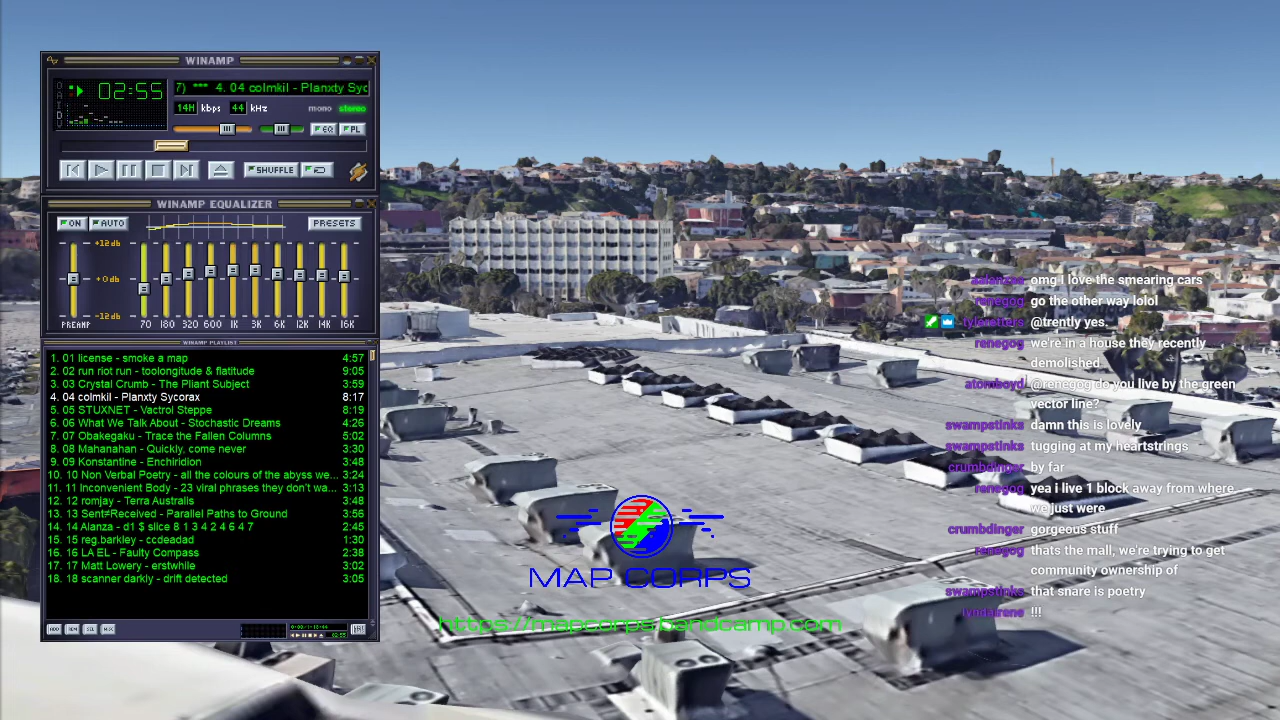 WINAMP
02:55
7) *** 4. 04 colmkil - Planxty Syc
14H kbps 44 kHz mono stereo
EQ PL
SHUFFLE
WINAMP EQUALIZER
ON AUTO PRESETS
+12db
+0db
-12db
PREAMP 70 180 320 600 1K 3K 6K 12K 14K 16K
WINAMP PLAYLIST
1. 01 license - smoke a map 4:57
2. 02 run riot run - toolongitude & flatitude 9:05
3. 03 Crystal Crumb - The Pliant Subject 3:59
4. 04 colmkil - Planxty Sycorax 8:17
5. 05 STUXNET - Vactrol Steppe 8:19
6. 06 What We Talk About - Stochastic Dreams 4:26
7. 07 Obakegaku - Trace the Fallen Columns 5:02
8. 08 Mahanahan - Quickly, come never 3:30
9. 09 Konstantine - Enchiridion 3:48
10. 10 Non Verbal Poetry - all the colours of the abyss we... 3:24
11. 11 Inconvenient Body - 23 viral phrases they don't wa... 3:13
12. 12 romjay - Terra Australis 3:48
13. 13 Sent≠Received - Parallel Paths to Ground 3:56
14. 14 Alanza - d1 $ slice 8 1 3 4 2 4 6 4 7 2:45
15. 15 reg.barkley - ccdeadad 1:30
16. 16 LA EL - Faulty Compass 2:38
17. 17 Matt Lowery - erstwhile 3:02
18. 18 scanner darkly - drift detected 3:05
ADD REM SEL MISC
02:55
omg I love the smearing cars
renegog go the other way lolol
@trently yes.
renegog we're in a house they recently
demolished
atomboyd @renegog do you live by the green
vector line?
swampstinks damn this is lovely
swampstinks tugging at my heartstrings
crumbdinger by far
renegog yea i live 1 block away from where
we just were
crumbdinger gorgeous stuff
renegog thats the mall, we're trying to get
community ownership of
swampstinks that snare is poetry
!!!
MAP CORPS
https://mapcorps.bandcamp.com